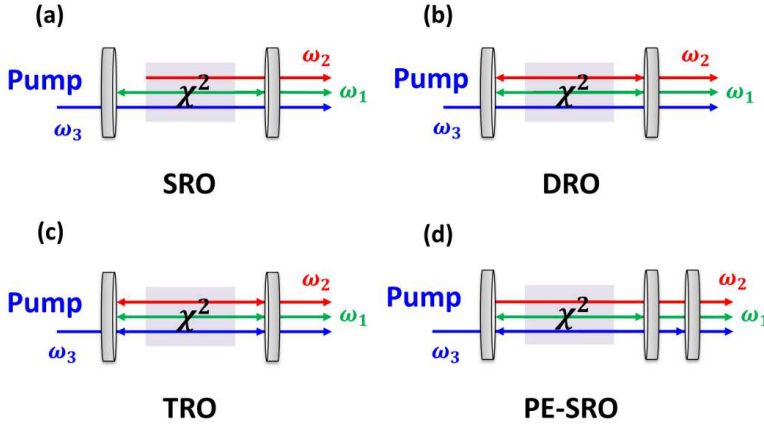 (a)
Pump
ω₃
χ²
ω₂
ω₁
SRO
(b)
Pump
ω₃
χ²
ω₂
ω₁
DRO
(c)
Pump
ω₃
χ²
ω₂
ω₁
TRO
(d)
Pump
ω₃
χ²
ω₂
ω₁
PE-SRO